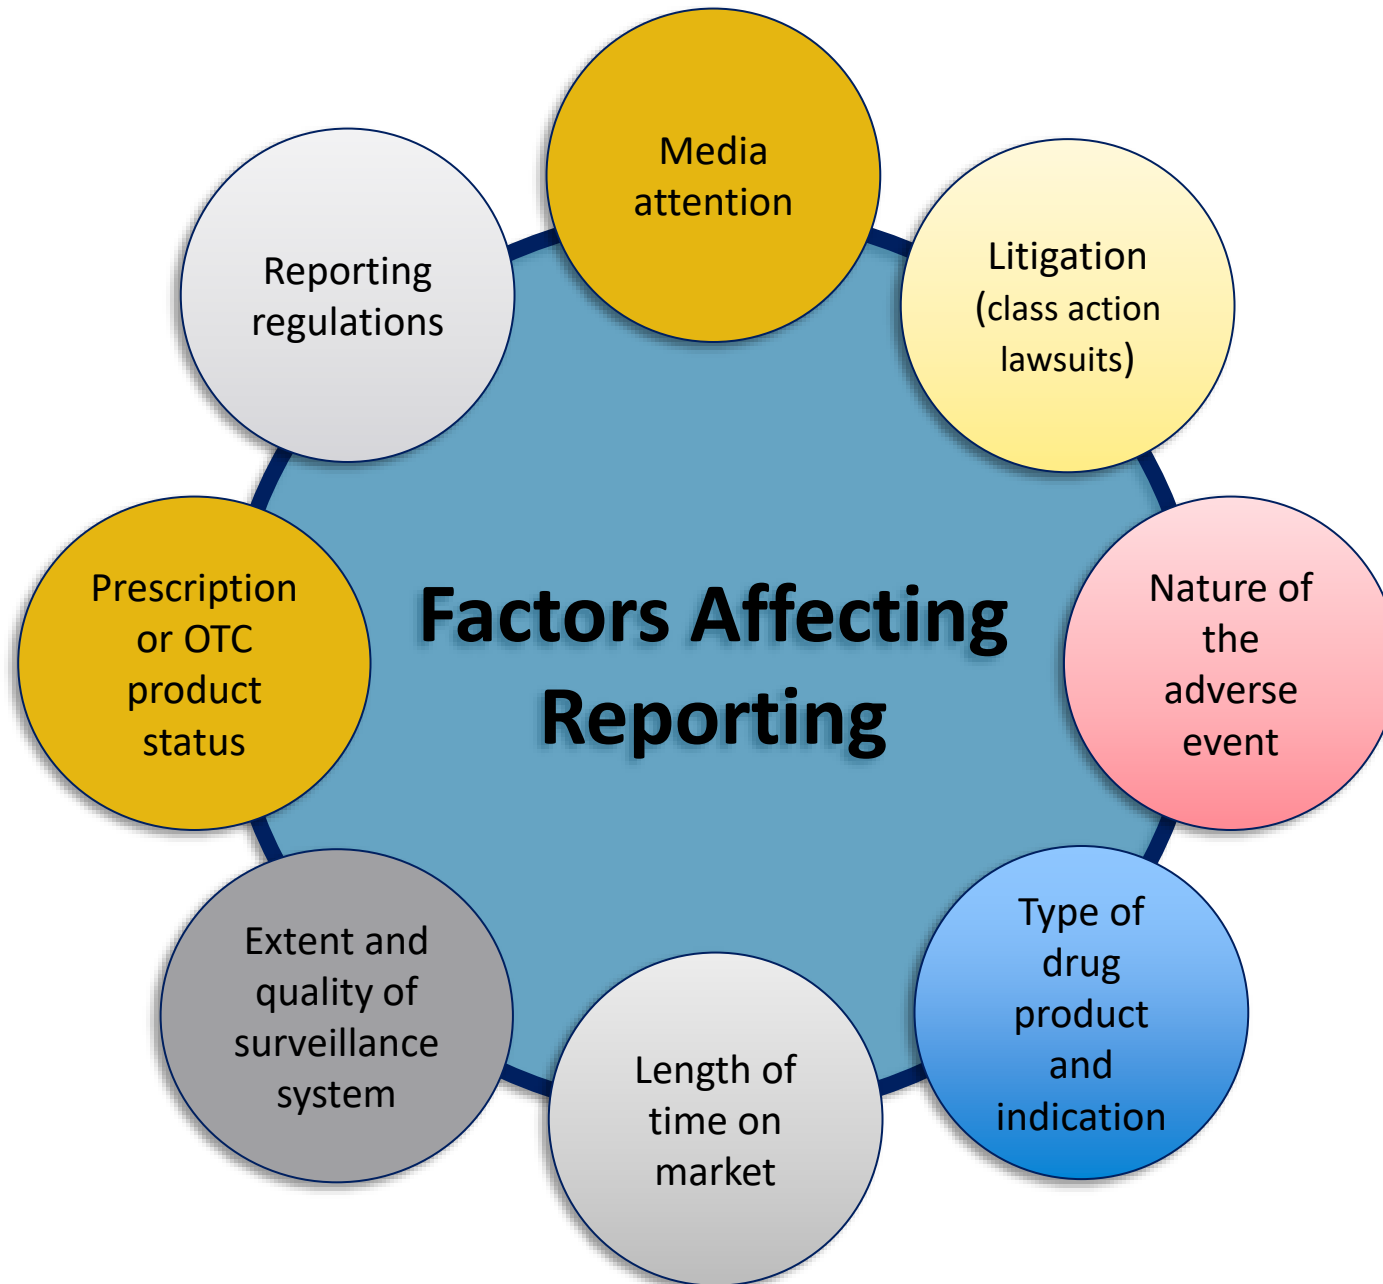 Media
attention
Litigation
(class action
lawsuits)
Nature of
the
adverse
event
Type of
drug
product
and
indication
Length of
time on
market
Extent and
quality of
surveillance
system
Prescription
or OTC
product
status
Reporting
regulations
Factors Affecting
Reporting